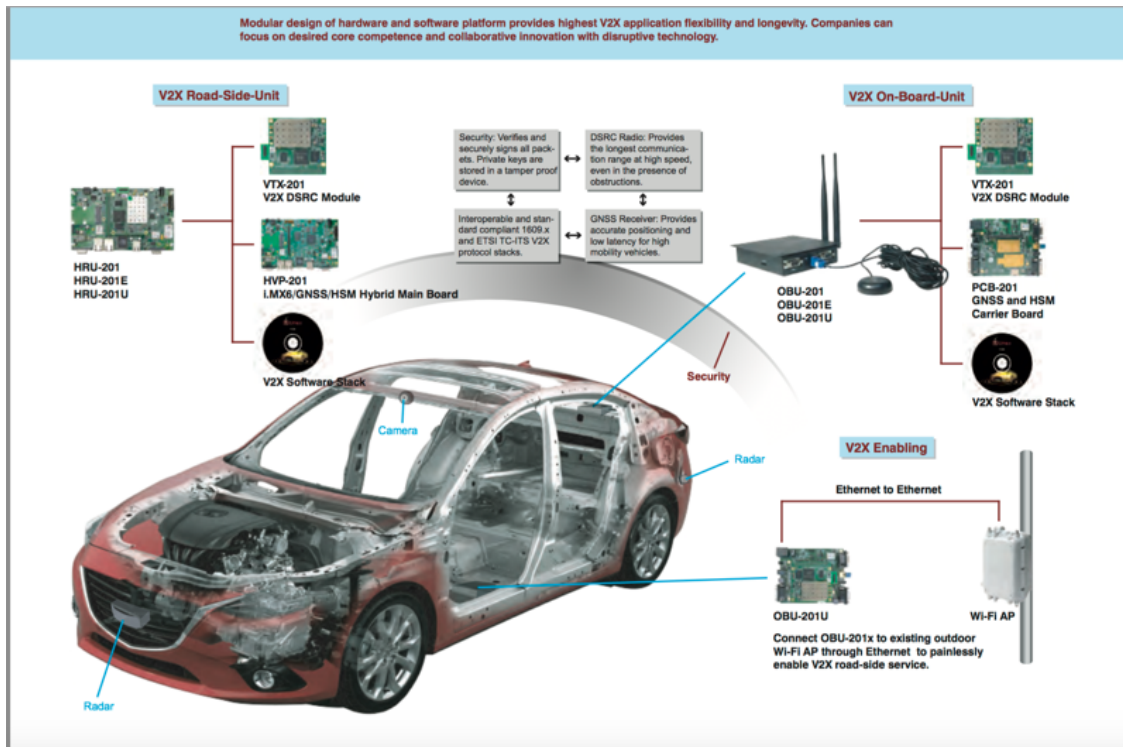 Modular design of hardware and software platform provides highest V2X application flexibility and longevity. Companies can
focus on desired core competence and collaborative innovation with disruptive technology.
V2X Road-Side-Unit
VTX-201
V2X DSRC Module
HRU-201
HRU-201E
HRU-201U
HVP-201
i.MX6/GNSS/HSM Hybrid Main Board
V2X Software Stack
Security: Verifies and
securely signs all pack-
ets. Private keys are
stored in a tamper proof
device.
DSRC Radio: Provides
the longest communica-
tion range at high speed,
even in the presence of
obstructions.
Interoperable and stan-
dard compliant 1609.x
and ETSI TC-ITS V2X
protocol stacks.
GNSS Receiver: Provides
accurate positioning and
low latency for high
mobility vehicles.
V2X On-Board-Unit
VTX-201
V2X DSRC Module
OBU-201
OBU-201E
OBU-201U
PCB-201
GNSS and HSM
Carrier Board
V2X Software Stack
Security
Camera
Radar
Radar
V2X Enabling
Ethernet to Ethernet
OBU-201U
Wi-Fi AP
Connect OBU-201x to existing outdoor
Wi-Fi AP through Ethernet to painlessly
enable V2X road-side service.